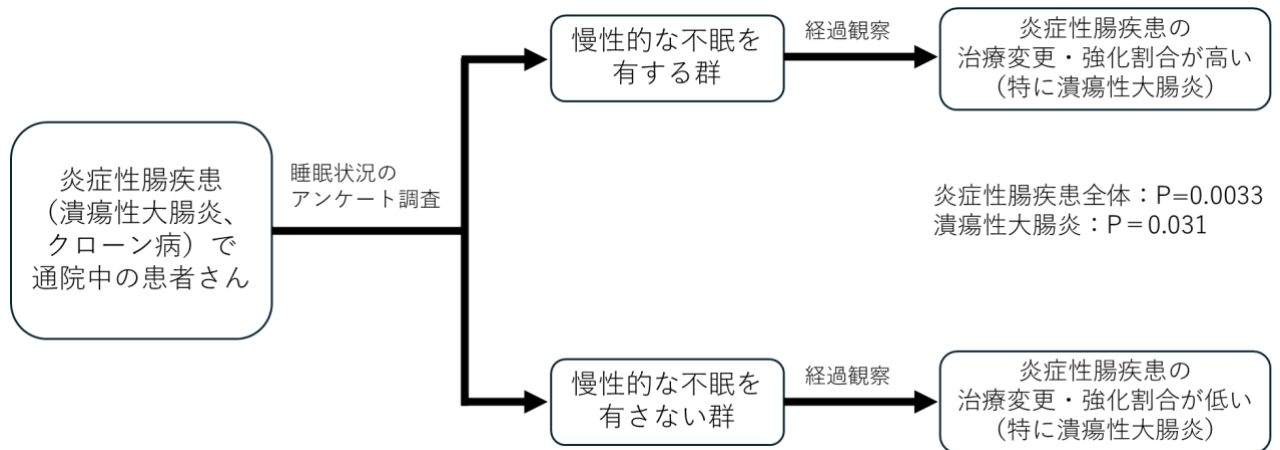 炎症性腸疾患
（潰瘍性大腸炎、
クローン病）で
通院中の患者さん
睡眠状況の
アンケート調査
慢性的な不眠を
有する群
経過観察
炎症性腸疾患の
治療変更・強化割合が高い
（特に潰瘍性大腸炎）
炎症性腸疾患全体：P=0.0033
潰瘍性大腸炎：P＝0.031
慢性的な不眠を
有さない群
経過観察
炎症性腸疾患の
治療変更・強化割合が低い
（特に潰瘍性大腸炎）